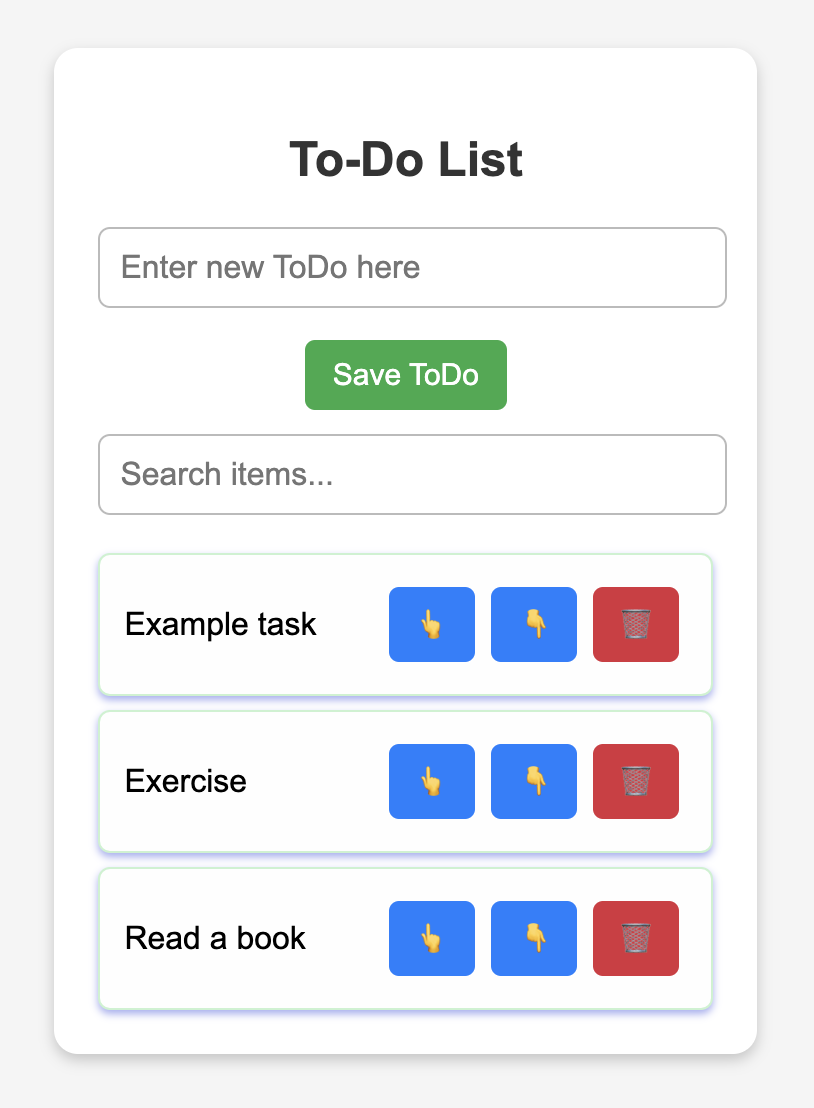 To-Do List
Enter new ToDo here
Save ToDo
Search items...
Example task
Exercise
Read a book